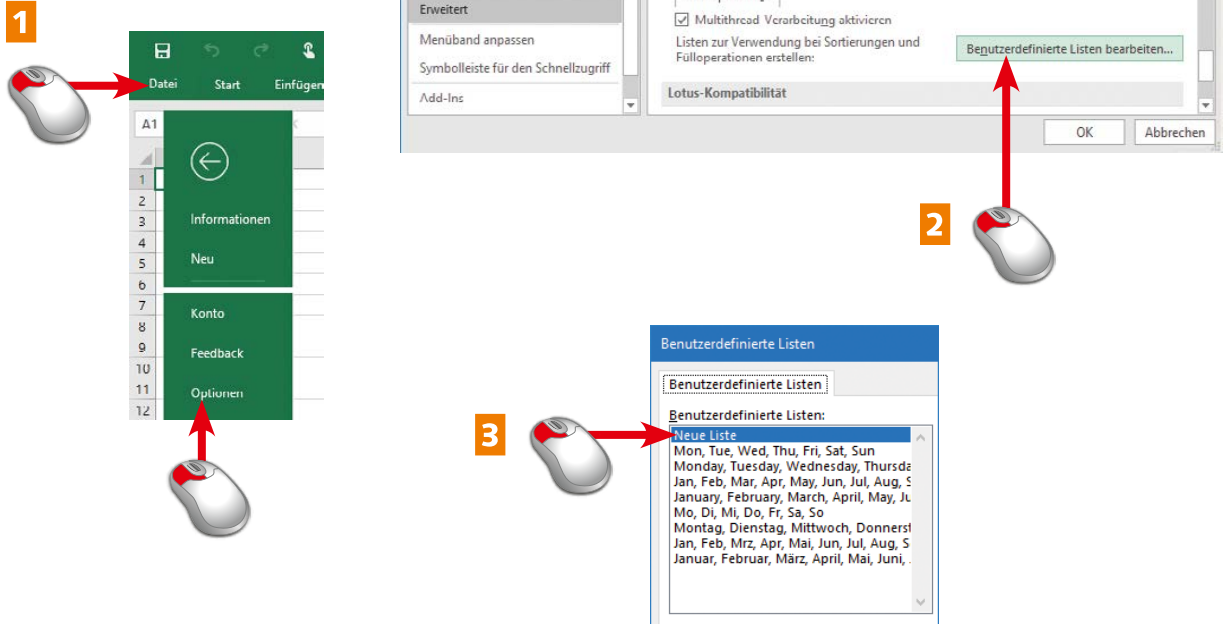 1
Datei Start Einfügen
A1
1
2
3
4
5
6
7
8
9
10
11
12
Informationen
Neu
Konto
Feedback
Optionen
Erweitert
Menüband anpassen
Symbolleiste für den Schnellzugriff
Add-Ins
Multithread Verarbeitung aktivieren
Listen zur Verwendung bei Sortierungen und
Fülloperationen erstellen:
Benutzerdefinierte Listen bearbeiten...
Lotus-Kompatibilität
OK Abbrechen
2
3
Benutzerdefinierte Listen
Benutzerdefinierte Listen
Benutzerdefinierte Listen:
Neue Liste
Mon, Tue, Wed, Thu, Fri, Sat, Sun
Monday, Tuesday, Wednesday, Thursda
Jan, Feb, Mar, Apr, May, Jun, Jul, Aug, S
January, February, March, April, May, Ju
Mo, Di, Mi, Do, Fr, Sa, So
Montag, Dienstag, Mittwoch, Donnerst
Jan, Feb, Mrz, Apr, Mai, Jun, Jul, Aug, S
Januar, Februar, März, April, Mai, Juni,